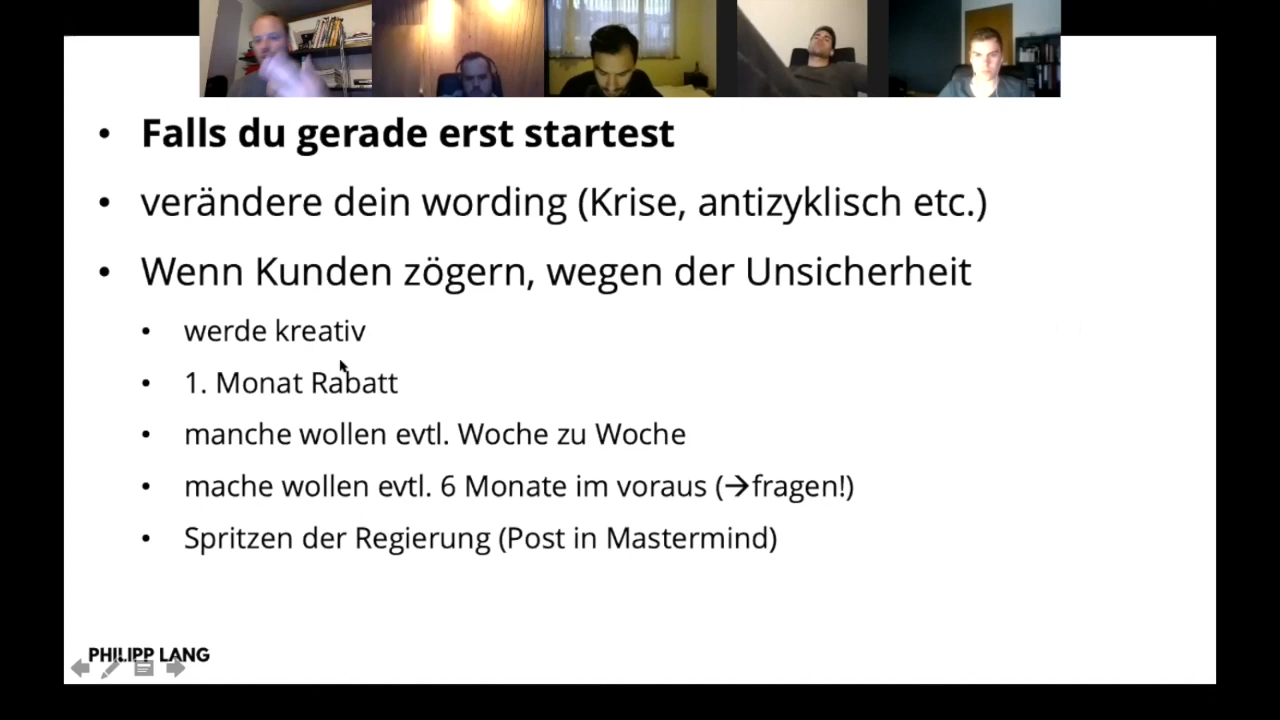 • Falls du gerade erst startest
• verändere dein wording (Krise, antizyklisch etc.)
• Wenn Kunden zögern, wegen der Unsicherheit
• werde kreativ
• 1. Monat Rabatt
• manche wollen evtl. Woche zu Woche
• mache wollen evtl. 6 Monate im voraus (→fragen!)
• Spritzen der Regierung (Post in Mastermind)
PHILIPP LANG